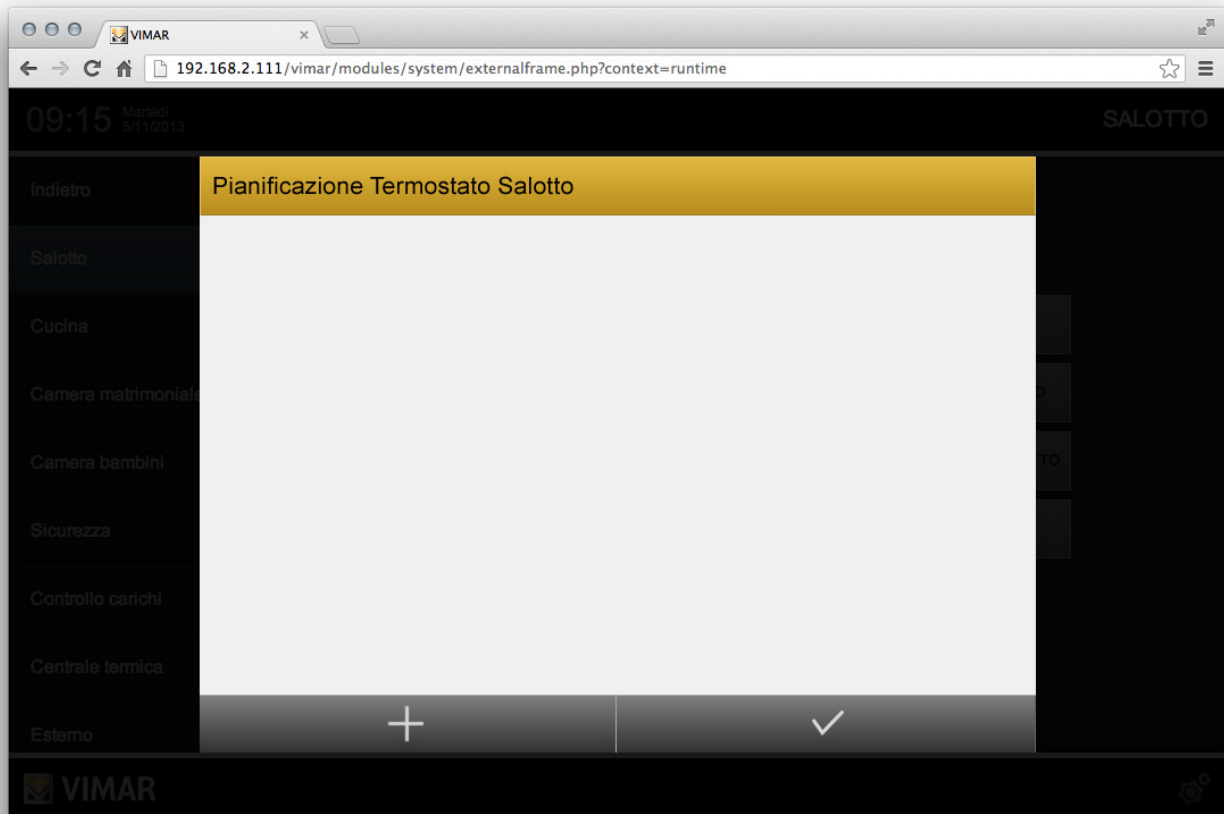 VIMAR
192.168.2.111/vimar/modules/system/externalframe.php?context=runtime
09:15
Martedì
5/11/2013
SALOTTO
Indietro
Pianificazione Termostato Salotto
Salotto
Cucina
Camera matrimoniale
Camera bambini
Sicurezza
Controllo carichi
Centrale termica
Esterno
VIMAR